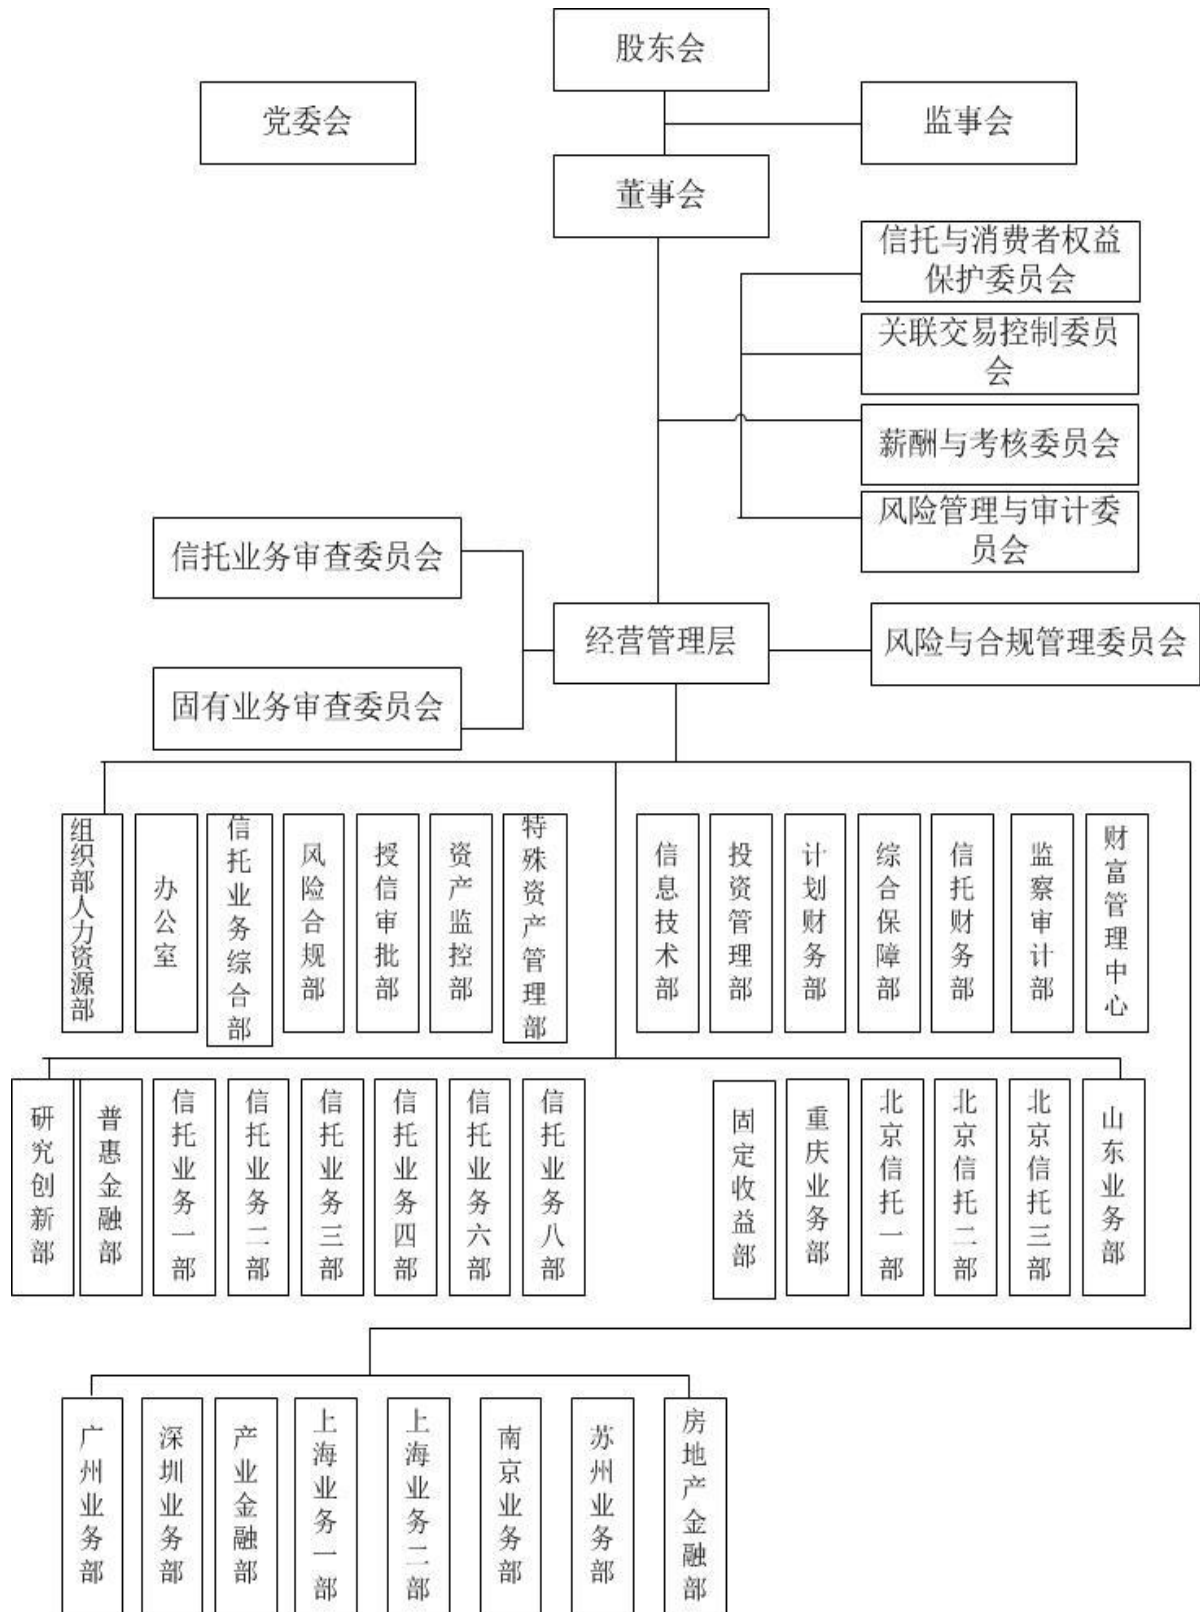 股东会
党委会
监事会
董事会
信托与消费者权益
保护委员会
关联交易控制委员
会
薪酬与考核委员会
风险管理与审计委
员会
信托业务审查委员会
经营管理层
风险与合规管理委员会
固有业务审查委员会
组织部人力资源部
办公室
信托业务综合部
风险合规部
授信审批部
资产监控部
特殊资产管理部
信息技术部
投资管理部
计划财务部
综合保障部
信托财务部
监察审计部
财富管理中心
研究创新部
普惠金融部
信托业务一部
信托业务二部
信托业务三部
信托业务四部
信托业务六部
信托业务八部
固定收益部
重庆业务部
北京信托一部
北京信托二部
北京信托三部
山东业务部
广州业务部
深圳业务部
产业金融部
上海业务一部
上海业务二部
南京业务部
苏州业务部
房地产金融部